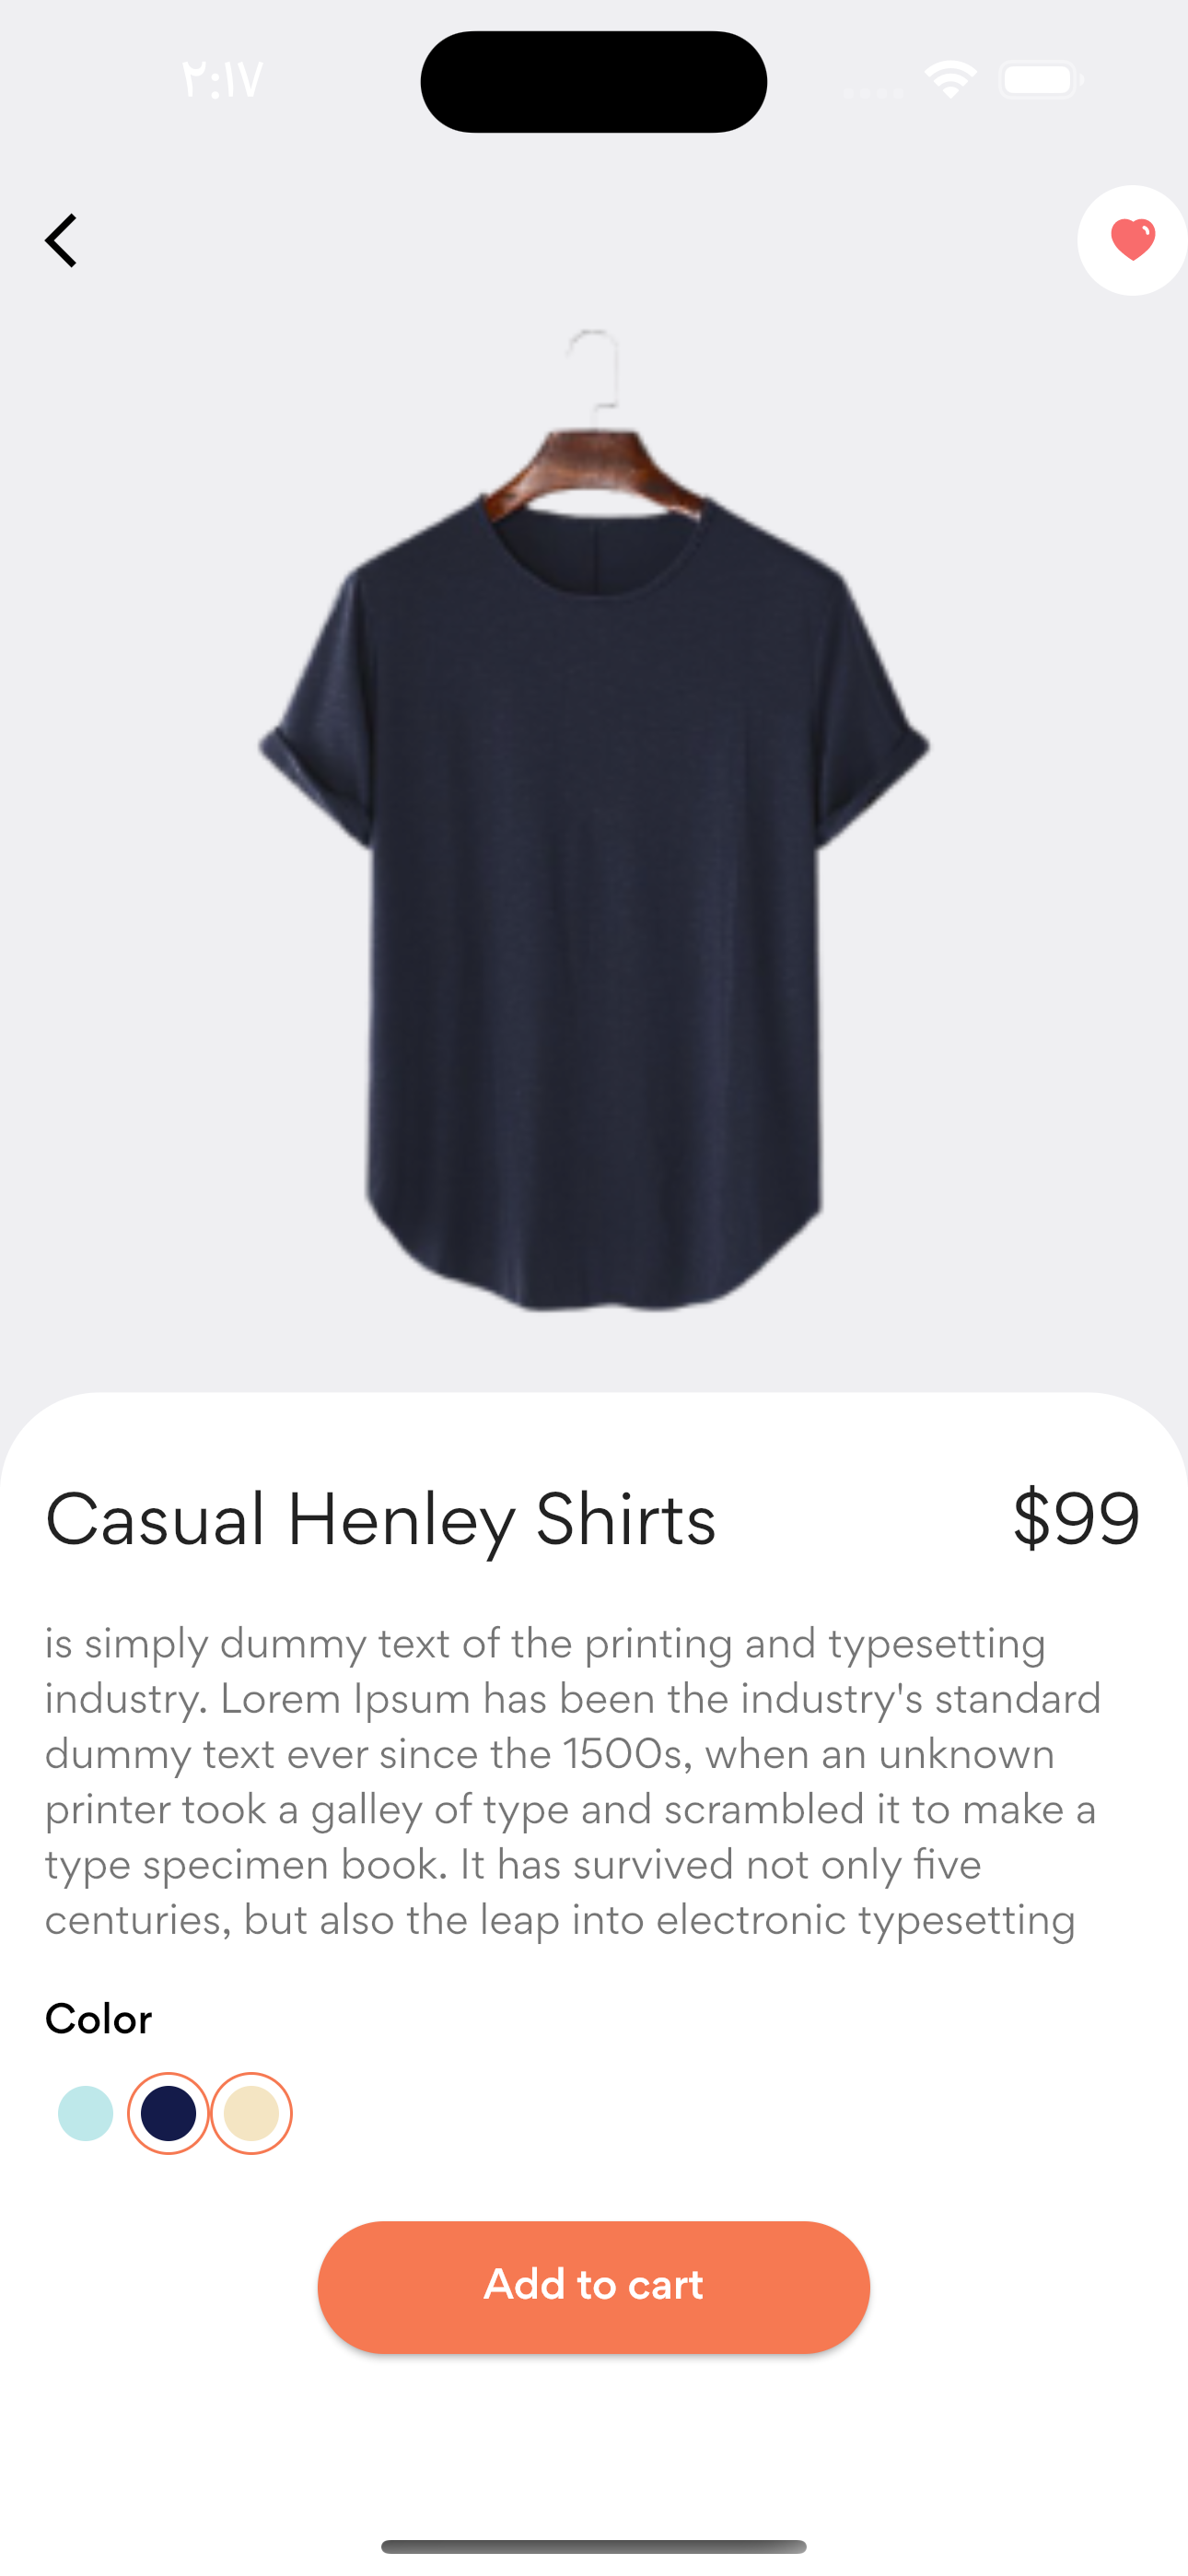 ٢:١٧
Casual Henley Shirts
$99
is simply dummy text of the printing and typesetting
industry. Lorem Ipsum has been the industry's standard
dummy text ever since the 1500s, when an unknown
printer took a galley of type and scrambled it to make a
type specimen book. It has survived not only five
centuries, but also the leap into electronic typesetting
Color
Add to cart